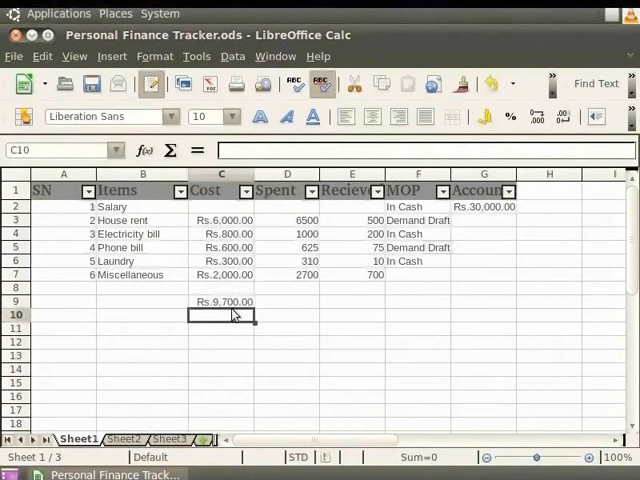 Applications Places System
Personal Finance Tracker.ods - LibreOffice Calc
File Edit View Insert Format Tools Data Window Help
ABC ABC Find Text
Liberation Sans 10 %
C10 f(x) Σ =
A B C D E F G H I
1 SN Items Cost Spent Reciev MOP Accoun
2 1 Salary In Cash Rs.30,000.00
3 2 House rent Rs.6,000.00 6500 500 Demand Draft
4 3 Electricity bill Rs.800.00 1000 200 In Cash
5 4 Phone bill Rs.600.00 625 75 Demand Draft
6 5 Laundry Rs.300.00 310 10 In Cash
7 6 Miscellaneous Rs.2,000.00 2700 700
8
9 Rs.9,700.00
10
11
12
13
14
15
16
17
18
Sheet1 Sheet2 Sheet3
Sheet 1 / 3 Default STD Sum=0 100%
Personal Finance Track...